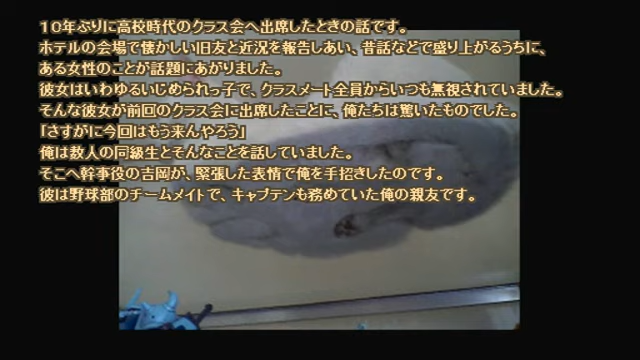 １０年ぶりに高校時代のクラス会へ出席したときの話です。
ホテルの会場で懐かしい旧友と近況を報告しあい、昔話などで盛り上がるうちに、
ある女性のことが話題にあがりました。
彼女はいわゆるいじめられっ子で、クラスメート全員からいつも無視されていました。
そんな彼女が前回のクラス会に出席したことに、俺たちは驚いたものでした。
「さすがに今回はもう来んやろう」
俺は数人の同級生とそんなことを話していました。
そこへ幹事役の吉岡が、緊張した表情で俺を手招きしたのです。
彼は野球部のチームメイトで、キャプテンも務めていた俺の親友です。